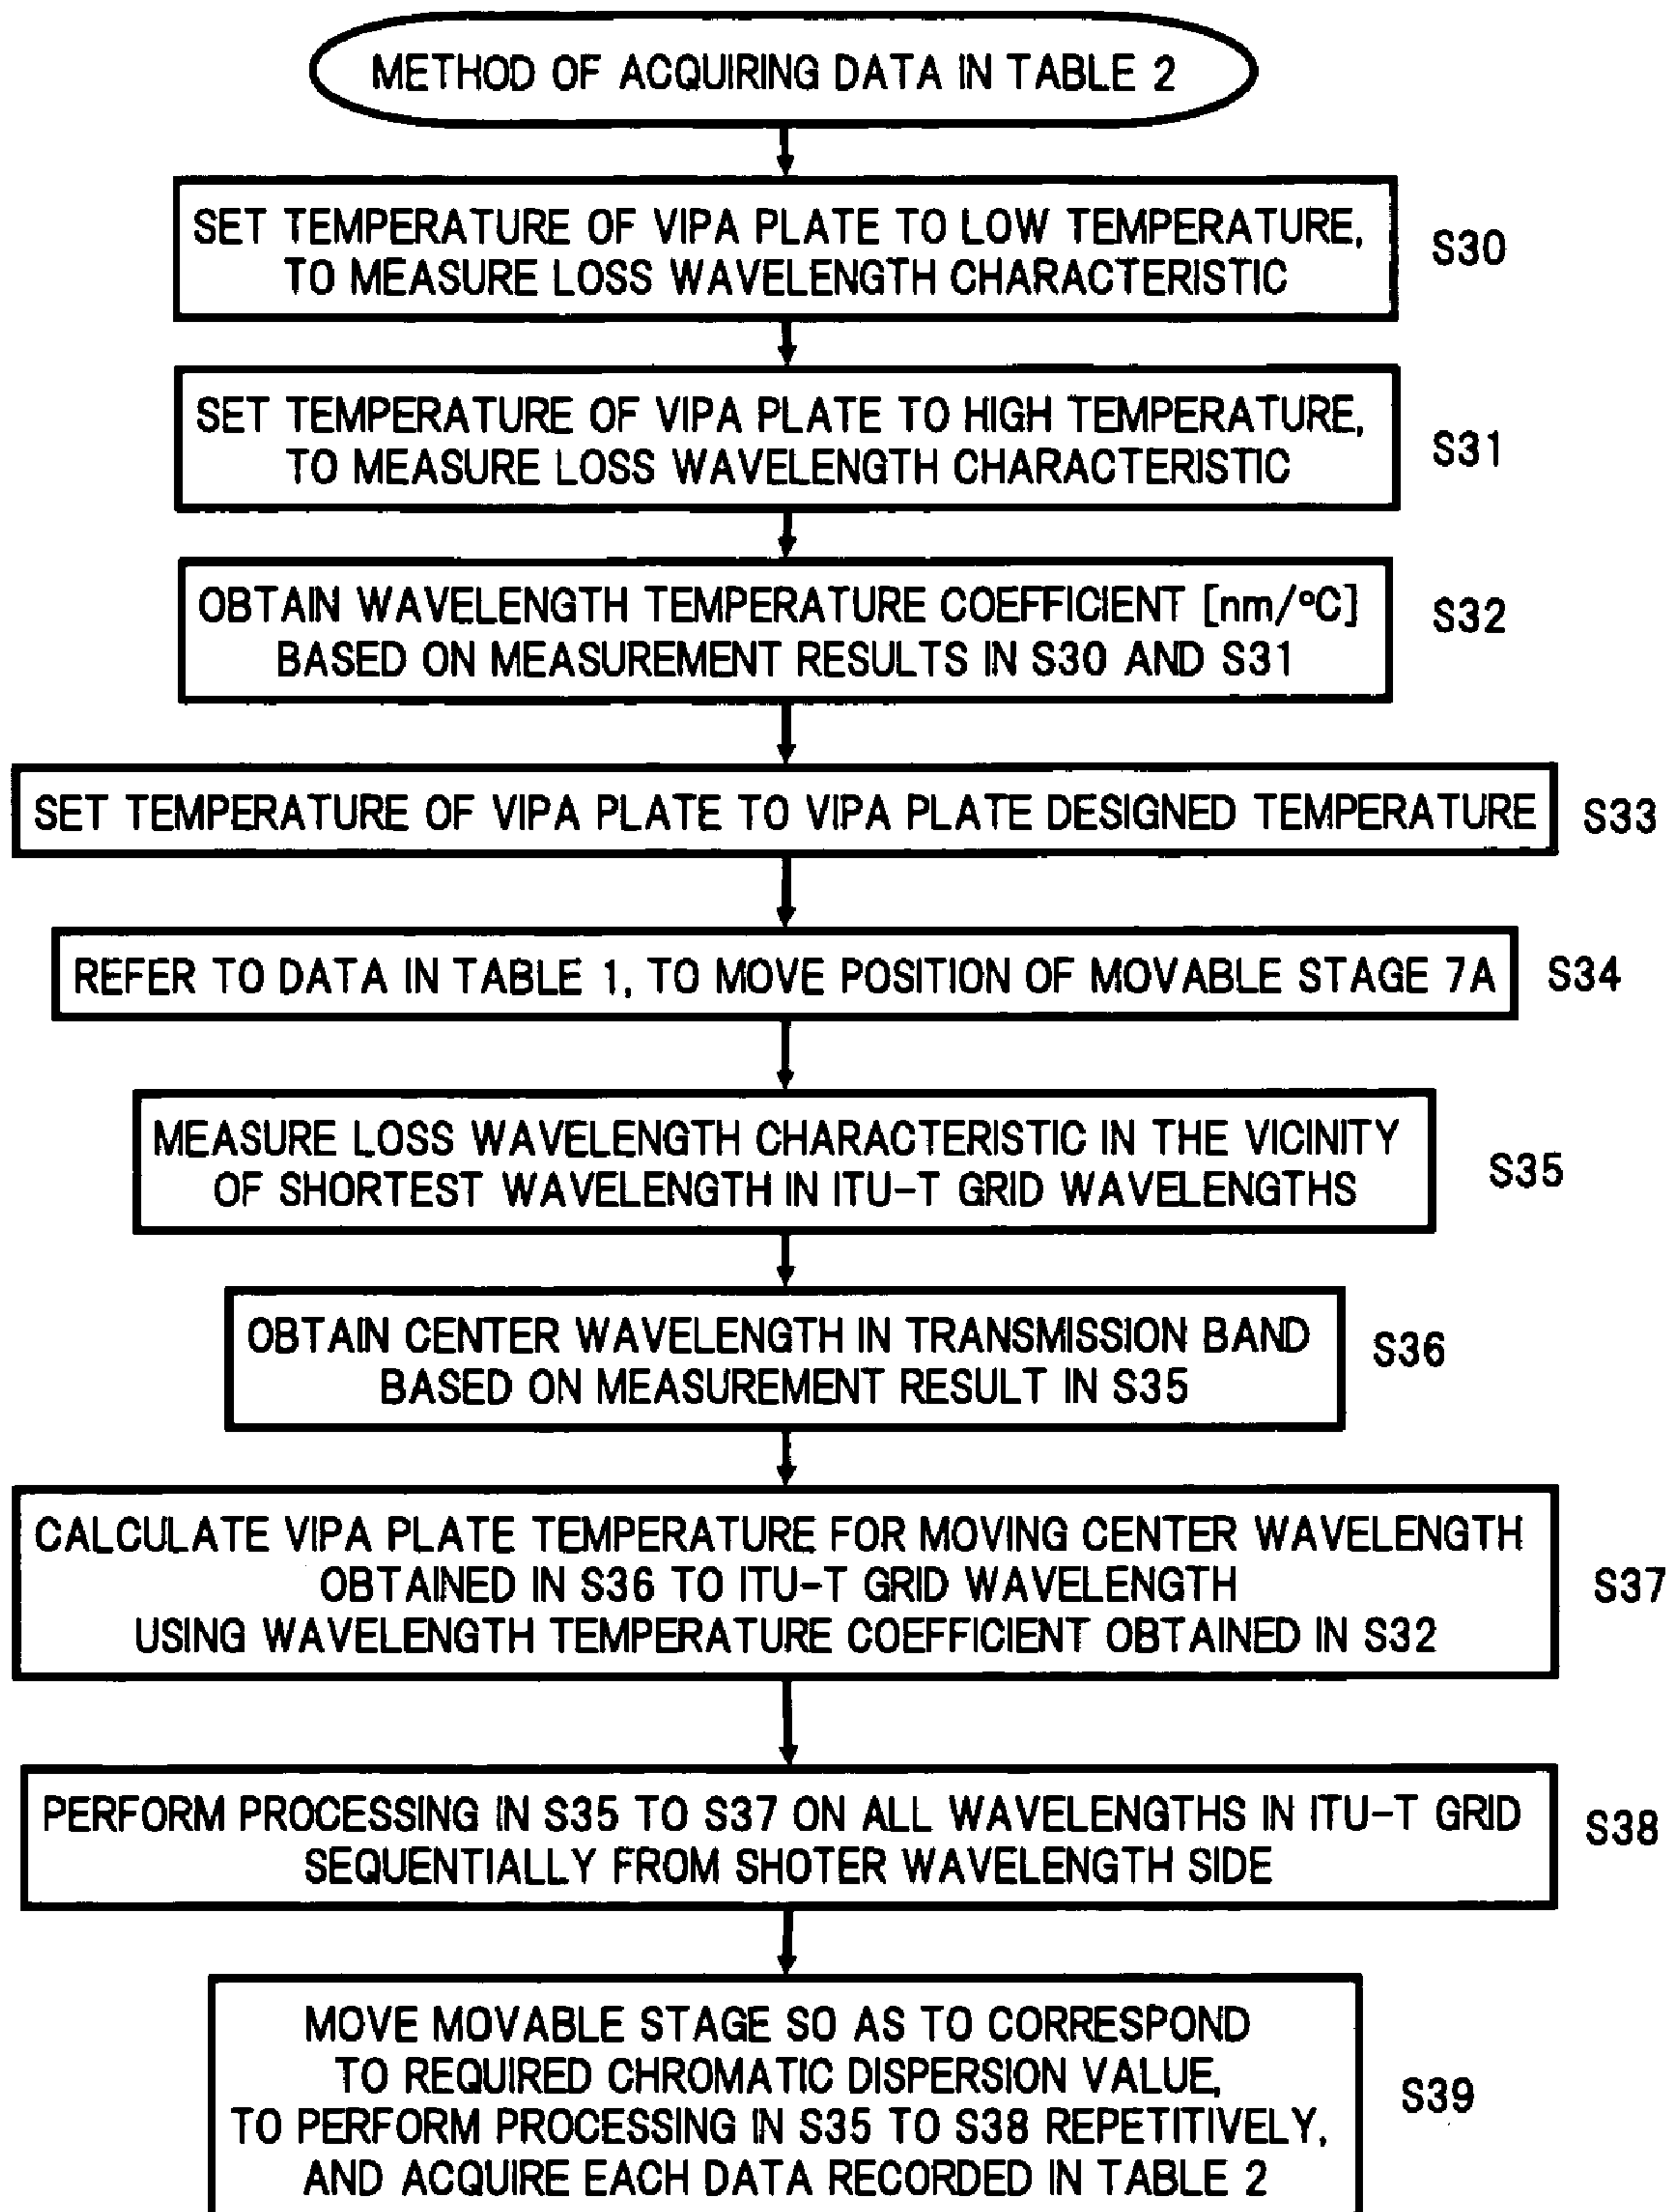 METHOD OF ACQUIRING DATA IN TABLE 2
SET TEMPERATURE OF VIPA PLATE TO LOW TEMPERATURE,
TO MEASURE LOSS WAVELENGTH CHARACTERISTIC
S30
SET TEMPERATURE OF VIPA PLATE TO HIGH TEMPERATURE,
TO MEASURE LOSS WAVELENGTH CHARACTERISTIC
S31
OBTAIN WAVELENGTH TEMPERATURE COEFFICIENT [nm/°C]
BASED ON MEASUREMENT RESULTS IN S30 AND S31
S32
SET TEMPERATURE OF VIPA PLATE TO VIPA PLATE DESIGNED TEMPERATURE
S33
REFER TO DATA IN TABLE 1, TO MOVE POSITION OF MOVABLE STAGE 7A
S34
MEASURE LOSS WAVELENGTH CHARACTERISTIC IN THE VICINITY
OF SHORTEST WAVELENGTH IN ITU-T GRID WAVELENGTHS
S35
OBTAIN CENTER WAVELENGTH IN TRANSMISSION BAND
BASED ON MEASUREMENT RESULT IN S35
S36
CALCULATE VIPA PLATE TEMPERATURE FOR MOVING CENTER WAVELENGTH
OBTAINED IN S36 TO ITU-T GRID WAVELENGTH
USING WAVELENGTH TEMPERATURE COEFFICIENT OBTAINED IN S32
S37
PERFORM PROCESSING IN S35 TO S37 ON ALL WAVELENGTHS IN ITU-T GRID
SEQUENTIALLY FROM SHOTER WAVELENGTH SIDE
S38
MOVE MOVABLE STAGE SO AS TO CORRESPOND
TO REQUIRED CHROMATIC DISPERSION VALUE,
TO PERFORM PROCESSING IN S35 TO S38 REPETITIVELY,
AND ACQUIRE EACH DATA RECORDED IN TABLE 2
S39